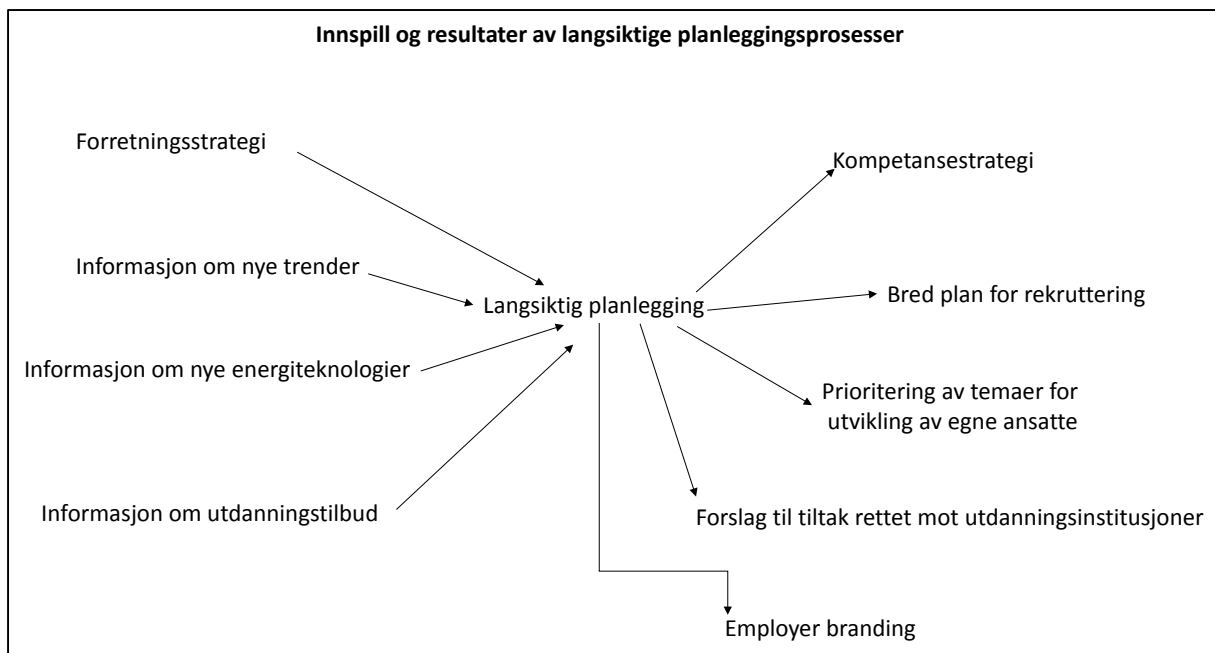 Innspill og resultater av langsiktige planleggingsprosesser
Forretningsstrategi
Informasjon om nye trender
Informasjon om nye energiteknologier
Informasjon om utdanningstilbud
Langsiktig planlegging
Kompetansestrategi
Bred plan for rekruttering
Prioritering av temaer for
utvikling av egne ansatte
Forslag til tiltak rettet mot utdanningsinstitusjoner
Employer branding